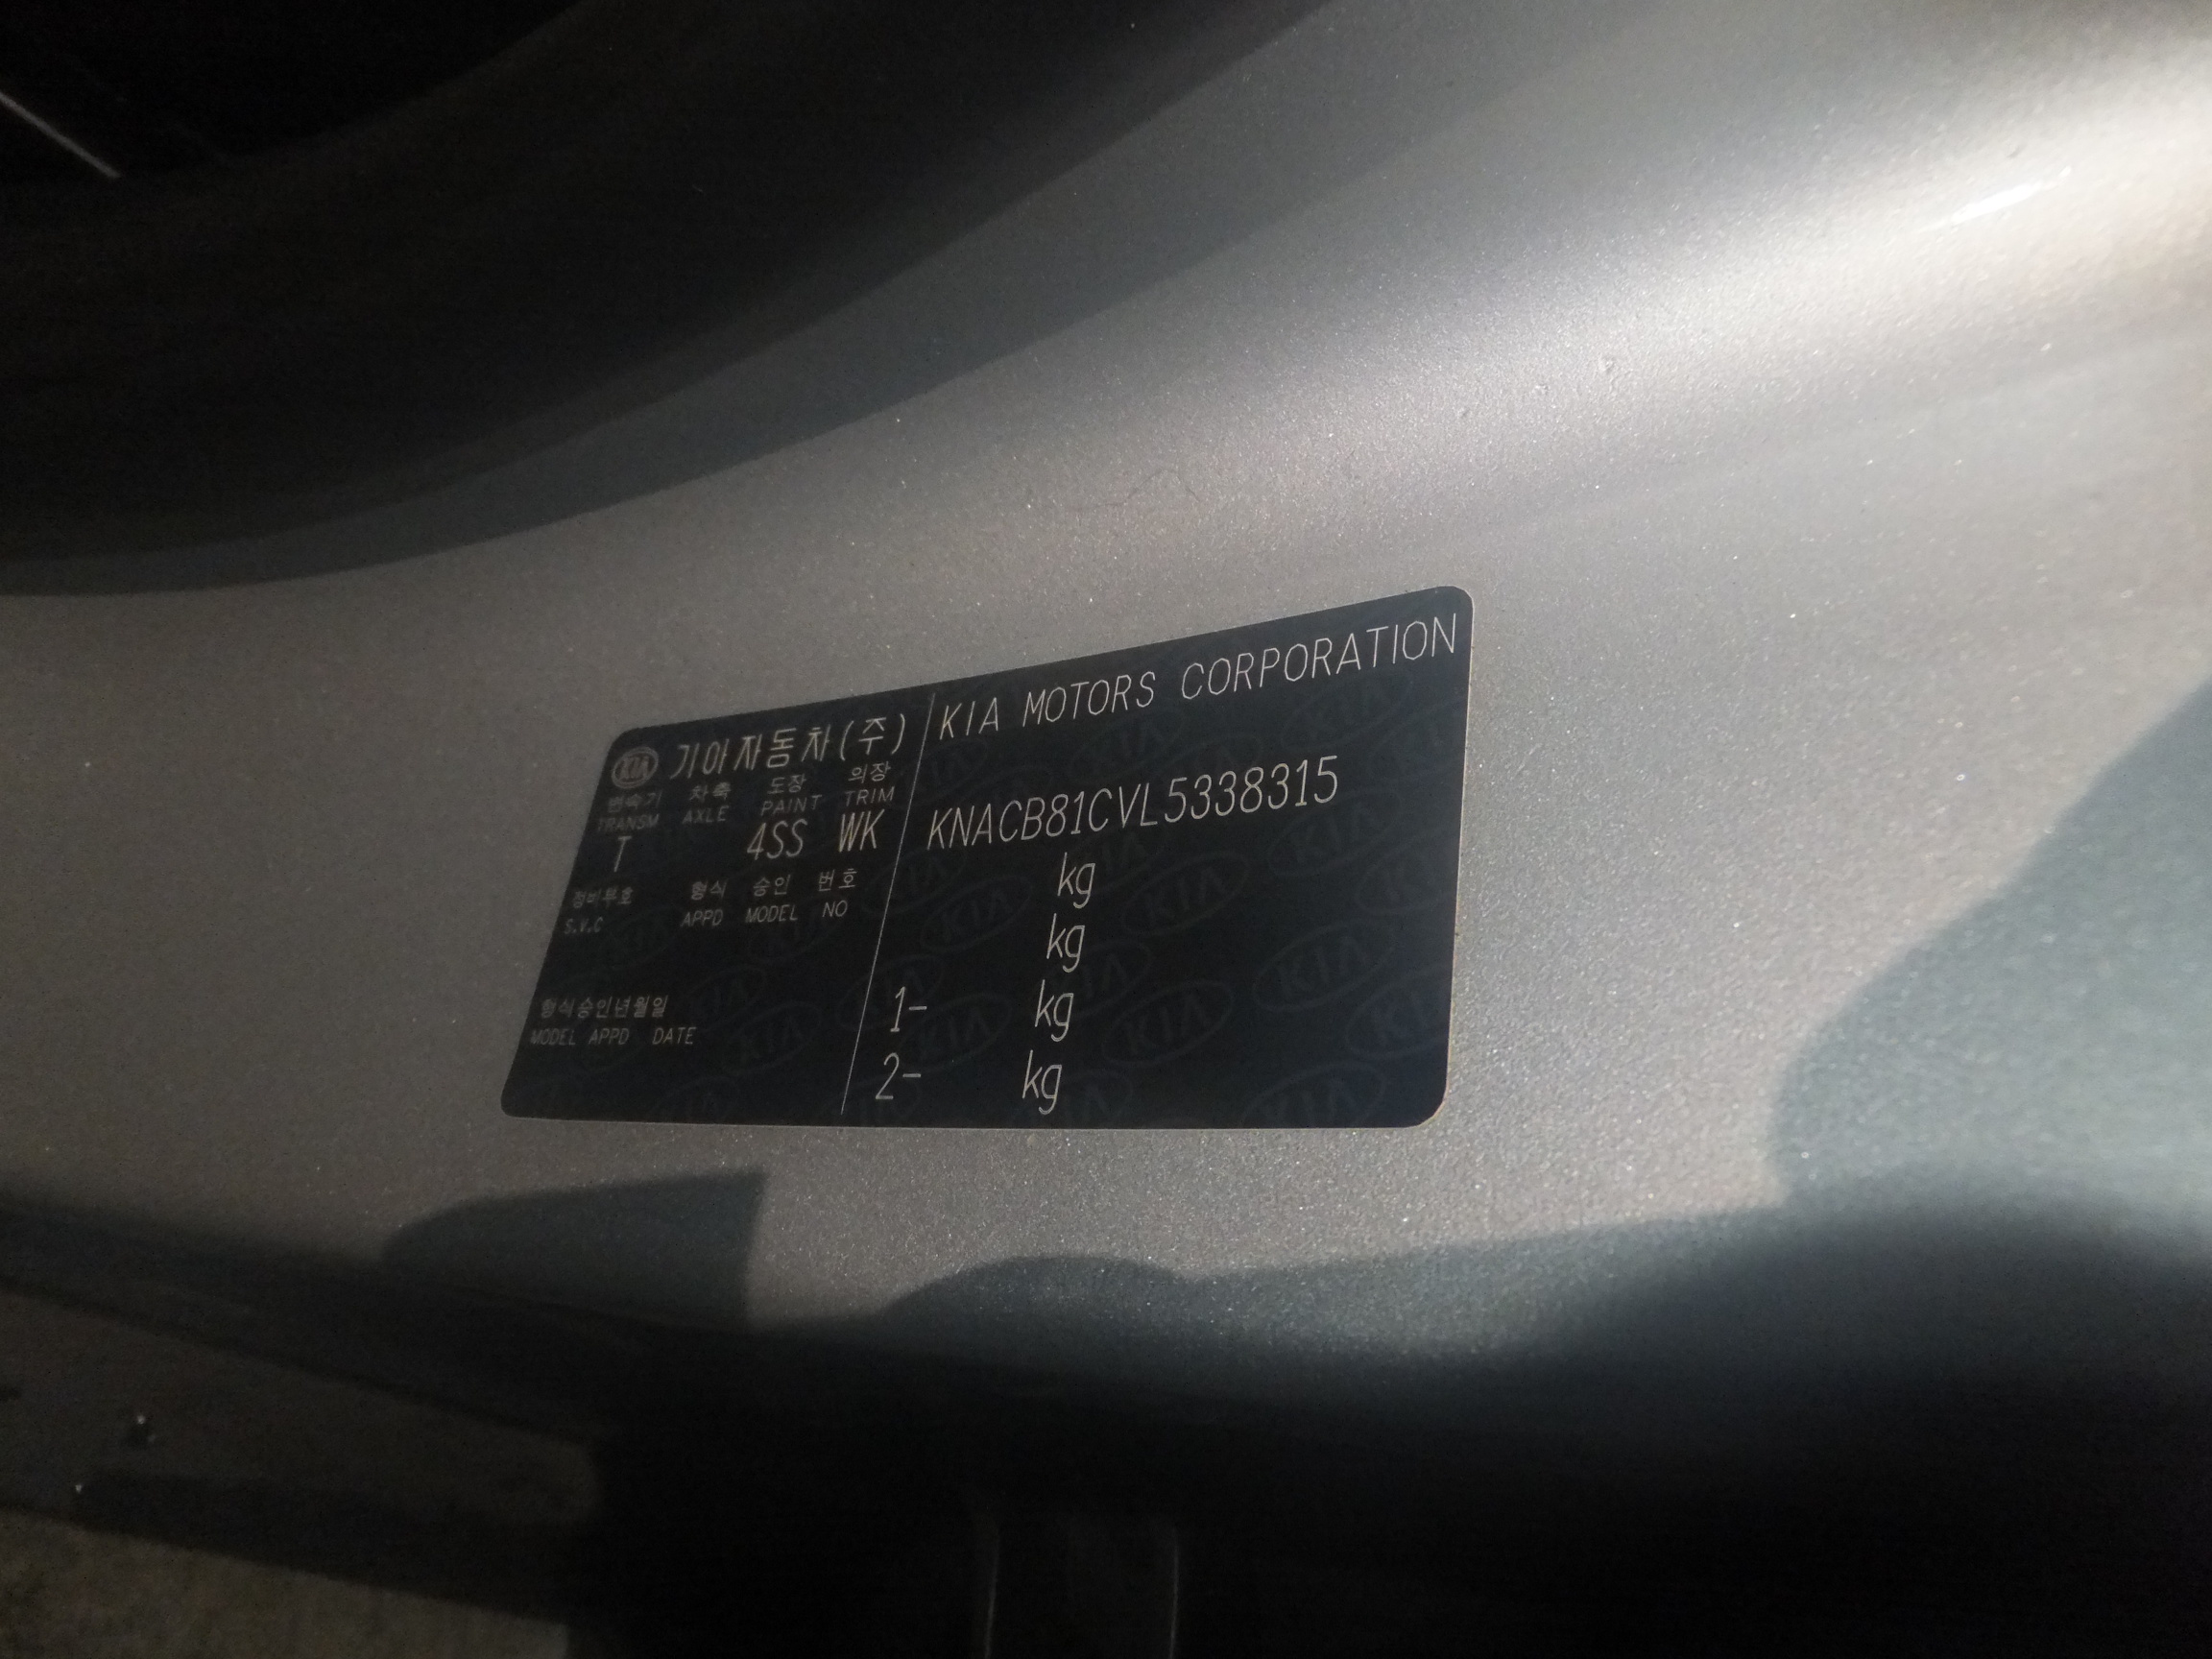 KIA 기아자동차(주)
변속기 차축 도장 의장
TRANSM AXLE PAINT TRIM
T 4SS WK
정비부호 형식 승인 번호
S.V.C APPD MODEL NO
형식승인년월일
MODEL APPD DATE
KIA MOTORS CORPORATION
KNACB81CVL5338315
kg
kg
1- kg
2- kg